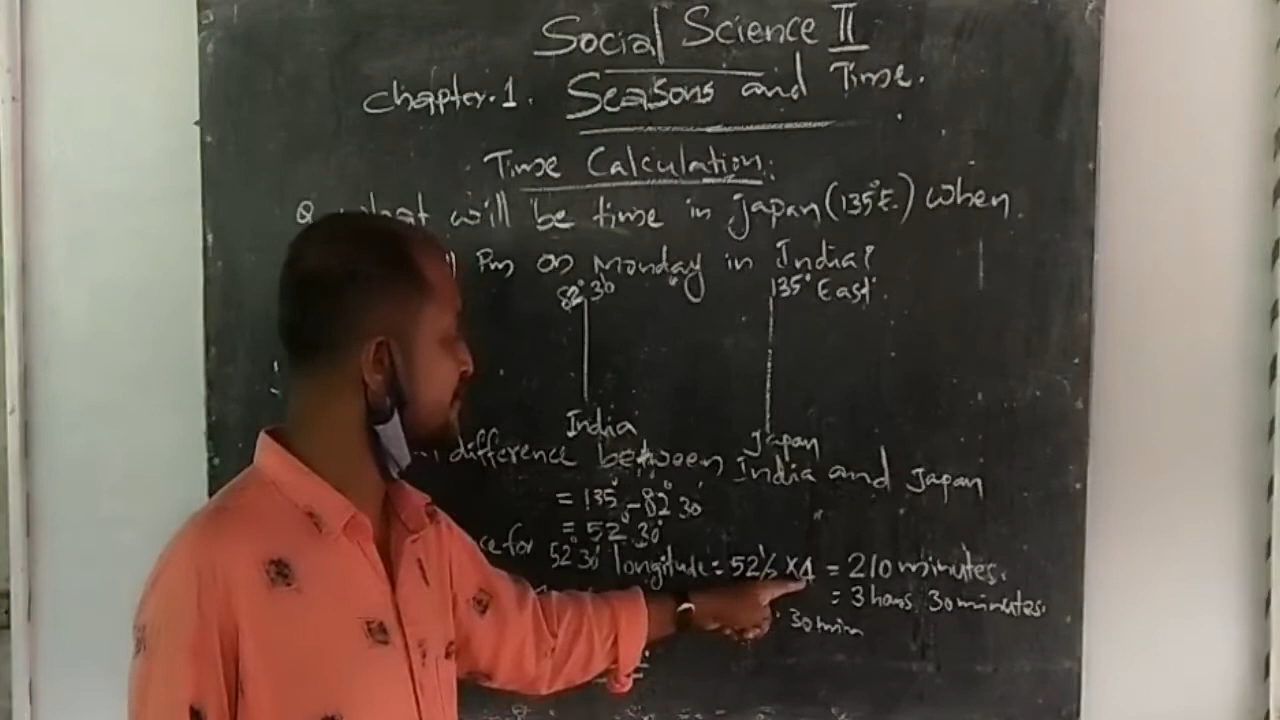 Social Science II
Chapter.1. Seasons and Time.
Time Calculation:
Q. What will be time in Japan (135°E.) when
Pm on Monday in India?
82°30' 135° East.
India Japan
difference between India and Japan
= 135° - 82° 30'
= 52° 30'
for 52°30' longitude = 52½ x 4 = 210 minutes.
= 3 hours 30 minutes.
30 min